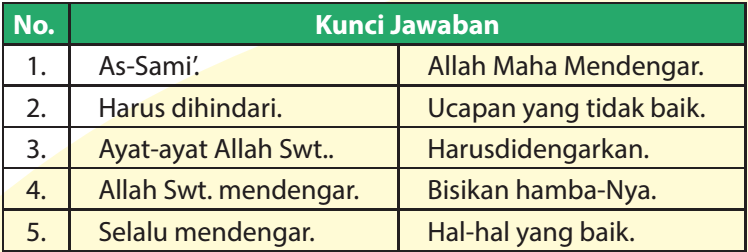 No. Kunci Jawaban
1. As-Sami’. Allah Maha Mendengar.
2. Harus dihindari. Ucapan yang tidak baik.
3. Ayat-ayat Allah Swt.. Harusdidengarkan.
4. Allah Swt. mendengar. Bisikan hamba-Nya.
5. Selalu mendengar. Hal-hal yang baik.